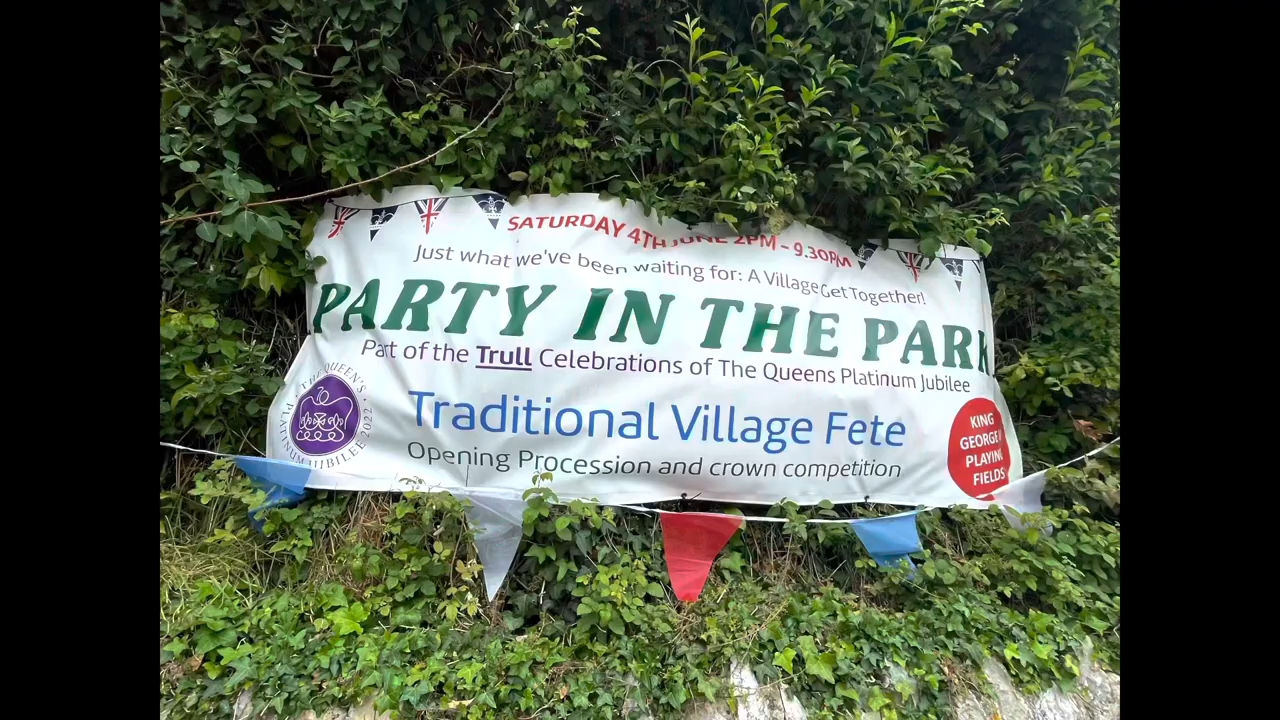 SATURDAY 4TH JUNE 2PM - 9.30PM
Just what we've been waiting for: A Village Get Together!
PARTY IN THE PARK
Part of the Trull Celebrations of The Queens Platinum Jubilee
THE QUEEN'S
PLATINUM JUBILEE 2022
70
Traditional Village Fete
Opening Procession and crown competition
KING
GEORGE V
PLAYING
FIELDS